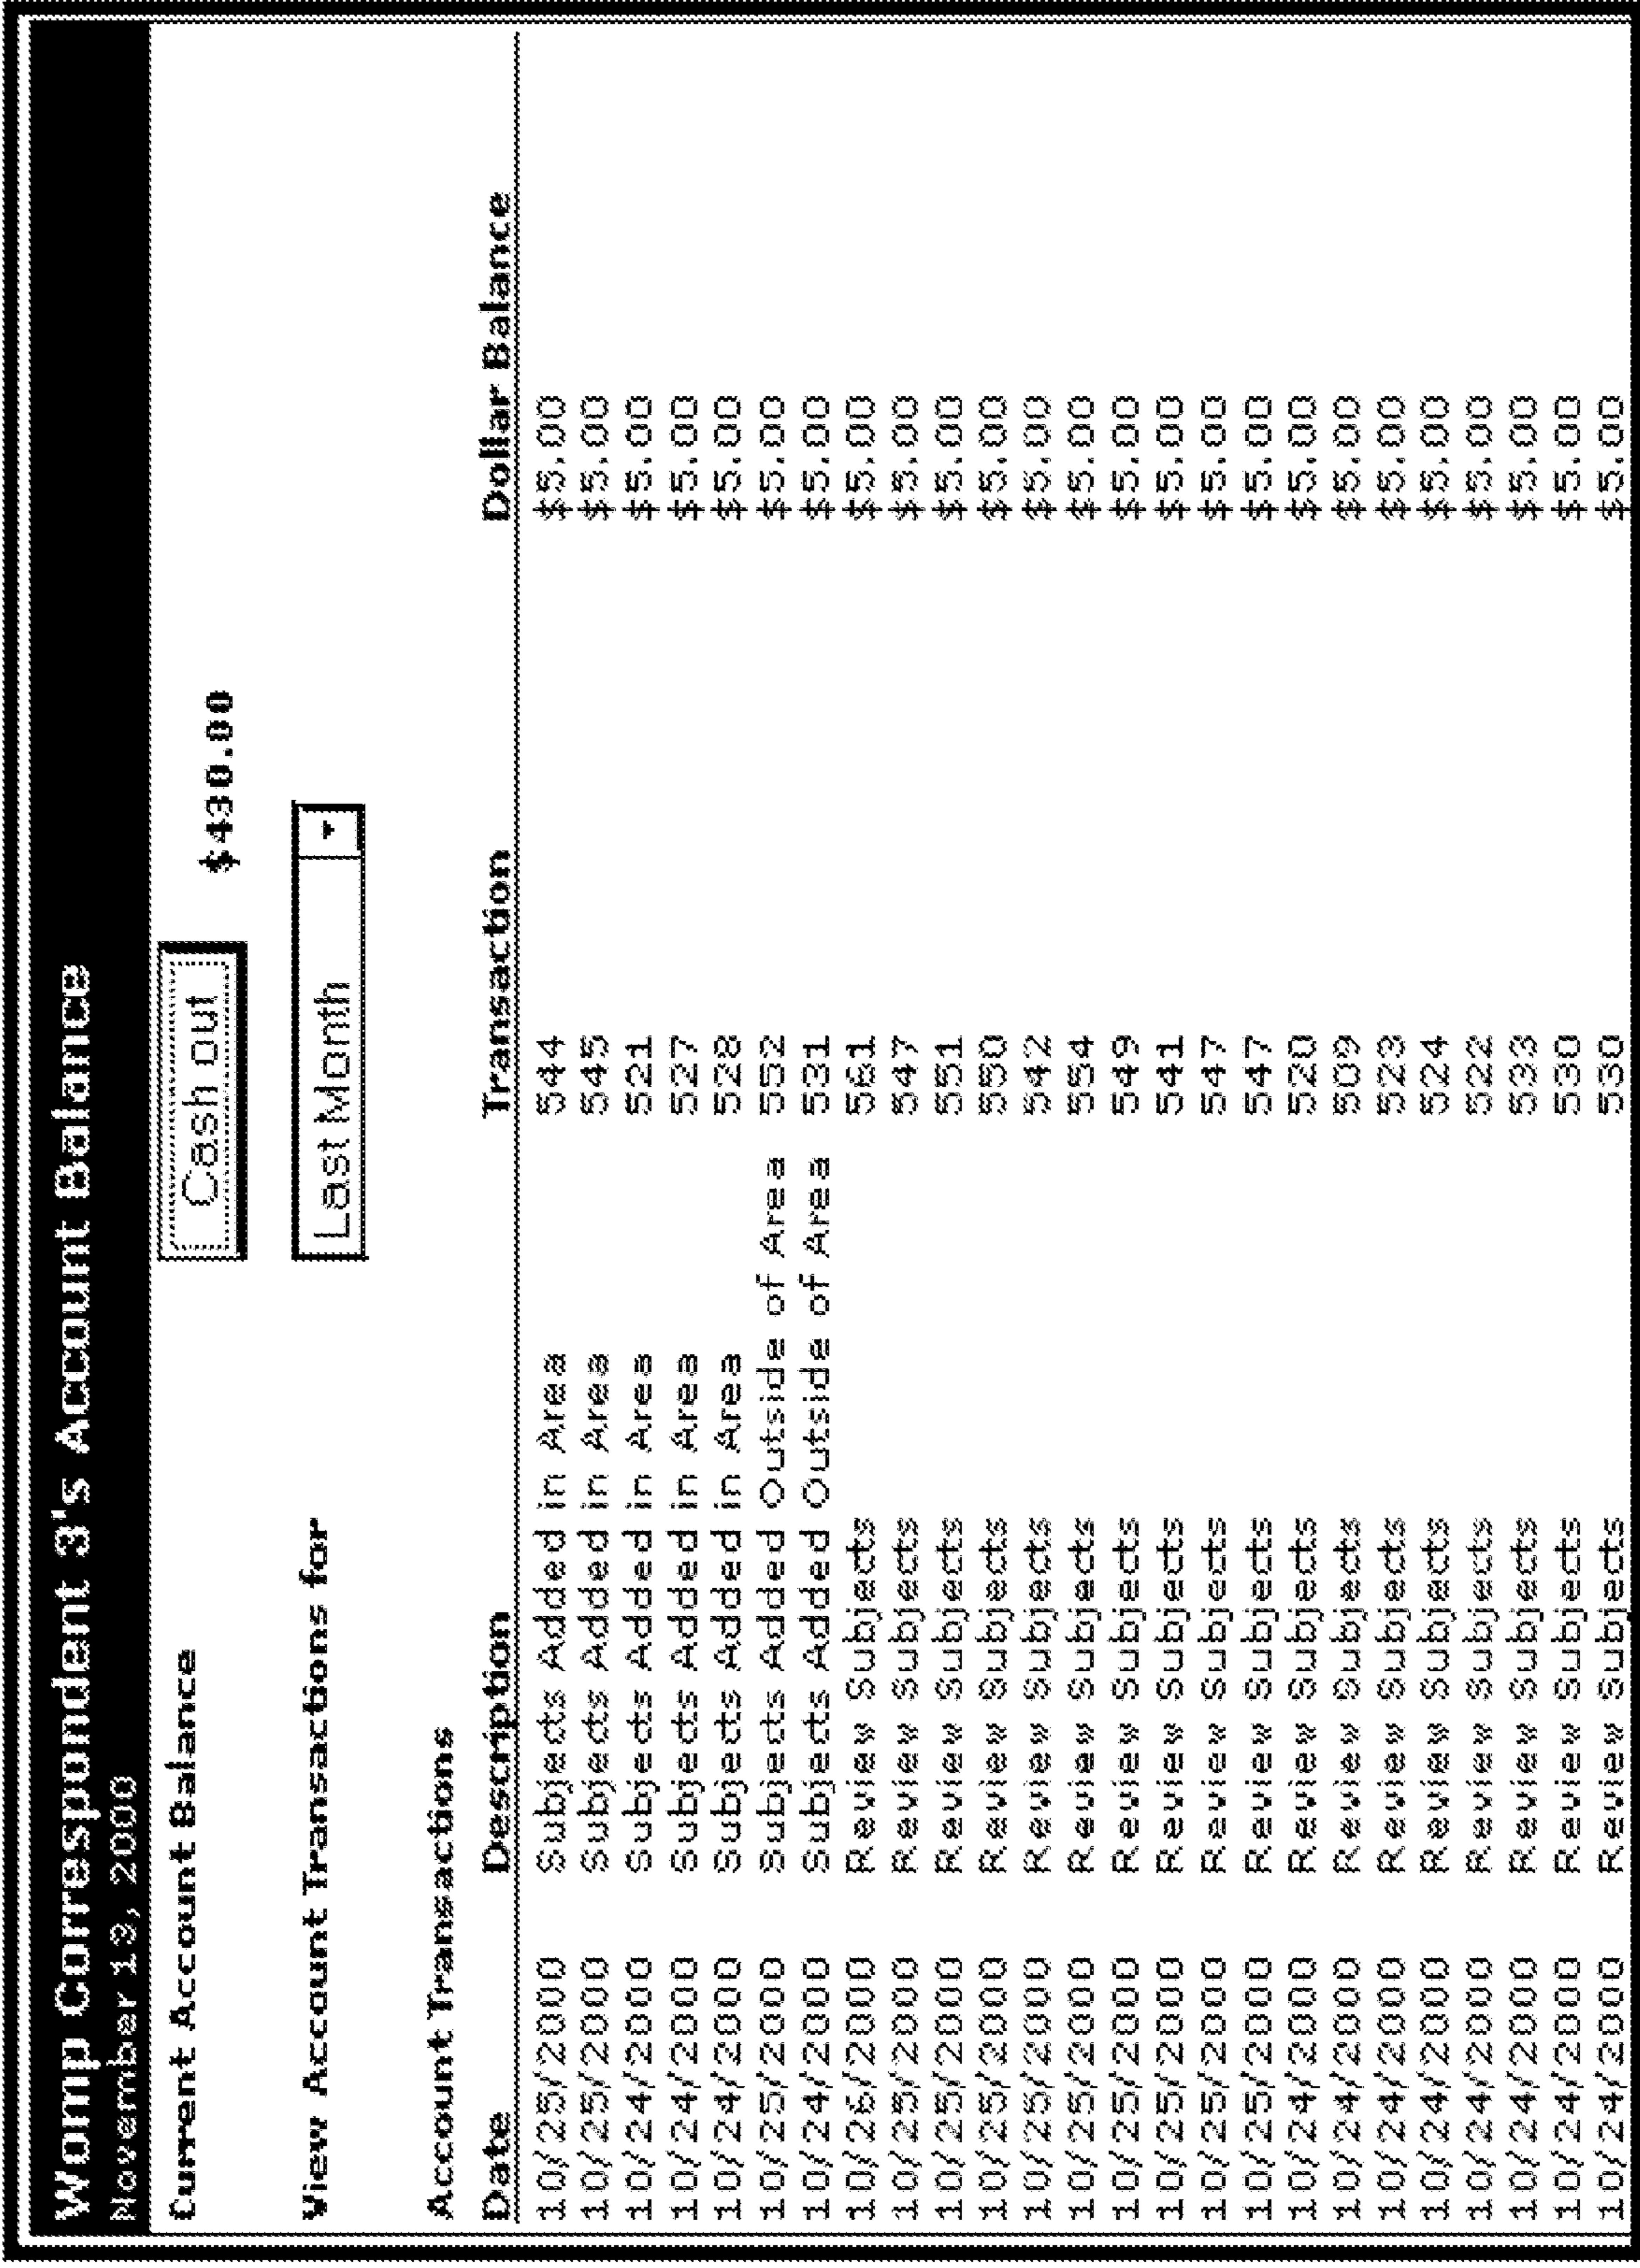 Womp Correspondent 3's Account Balance
November 13, 2000
Current Account Balance Cash out $430.00
View Account Transactions for Last Month
Account Transactions
Date Description Transaction Dollar Balance
10/25/2000 Subjects Added in Area 544 $5.00
10/25/2000 Subjects Added in Area 545 $5.00
10/24/2000 Subjects Added in Area 521 $5.00
10/24/2000 Subjects Added in Area 527 $5.00
10/24/2000 Subjects Added in Area 528 $5.00
10/25/2000 Subjects Added Outside of Area 552 $5.00
10/24/2000 Subjects Added Outside of Area 531 $5.00
10/26/2000 Review Subjects 561 $5.00
10/25/2000 Review Subjects 547 $5.00
10/25/2000 Review Subjects 551 $5.00
10/25/2000 Review Subjects 550 $5.00
10/25/2000 Review Subjects 542 $5.00
10/25/2000 Review Subjects 554 $5.00
10/25/2000 Review Subjects 549 $5.00
10/25/2000 Review Subjects 541 $5.00
10/25/2000 Review Subjects 547 $5.00
10/25/2000 Review Subjects 547 $5.00
10/24/2000 Review Subjects 520 $5.00
10/24/2000 Review Subjects 509 $5.00
10/24/2000 Review Subjects 523 $5.00
10/24/2000 Review Subjects 524 $5.00
10/24/2000 Review Subjects 522 $5.00
10/24/2000 Review Subjects 533 $5.00
10/24/2000 Review Subjects 530 $5.00
10/24/2000 Review Subjects 530 $5.00